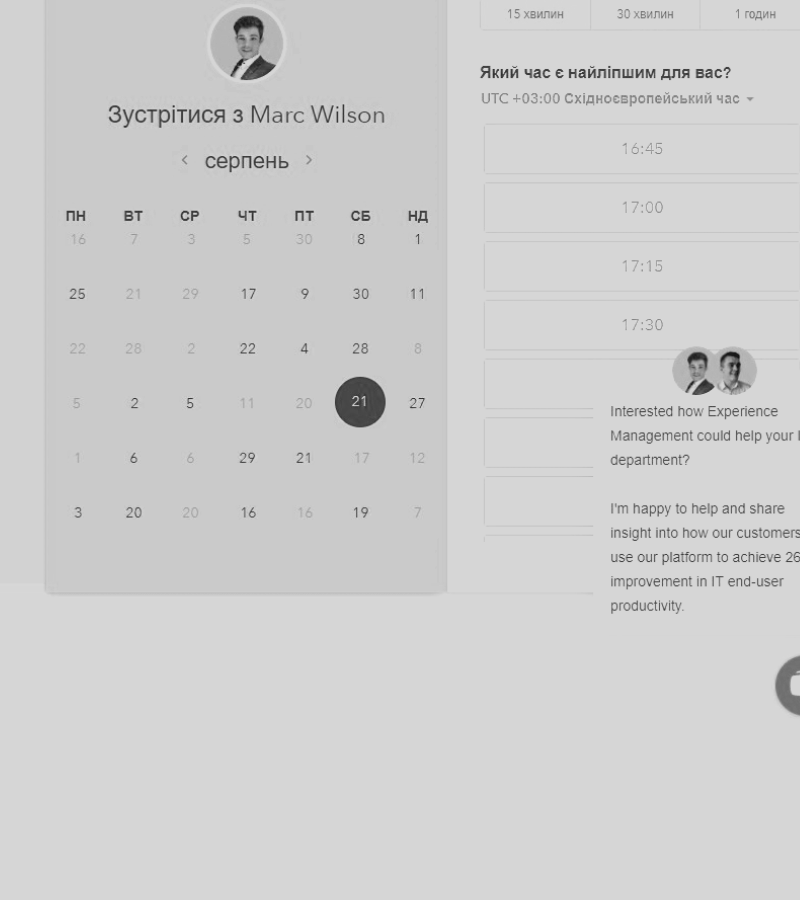 15 хвилин 30 хвилин 1 годин
Зустрітися з Marc Wilson
серпень
ПН ВТ СР ЧТ ПТ СБ НД
16 7 3 5 30 8 1
25 21 29 17 9 30 11
22 28 2 22 4 28 8
5 2 5 11 20 21 27
1 6 6 29 21 17 12
3 20 20 16 16 19 7
Який час є найліпшим для вас?
UTC +03:00 Східноєвропейський час
16:45
17:00
17:15
17:30
Interested how Experience
Management could help your
department?
I'm happy to help and share
insight into how our customers
use our platform to achieve 26
improvement in IT end-user
productivity.